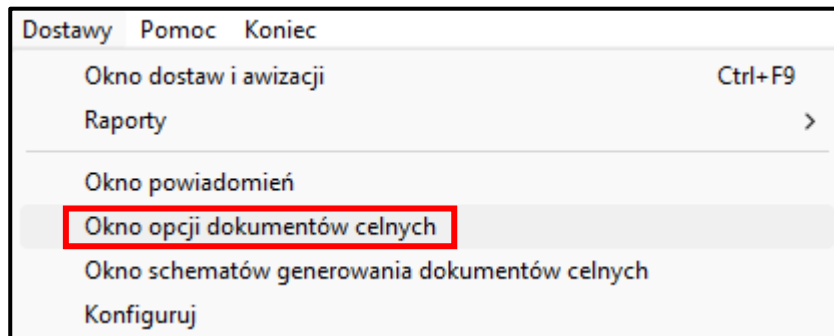 Dostawy Pomoc Koniec
Okno dostaw i awizacji Ctrl+F9
Raporty
Okno powiadomień
Okno opcji dokumentów celnych
Okno schematów generowania dokumentów celnych
Konfiguruj